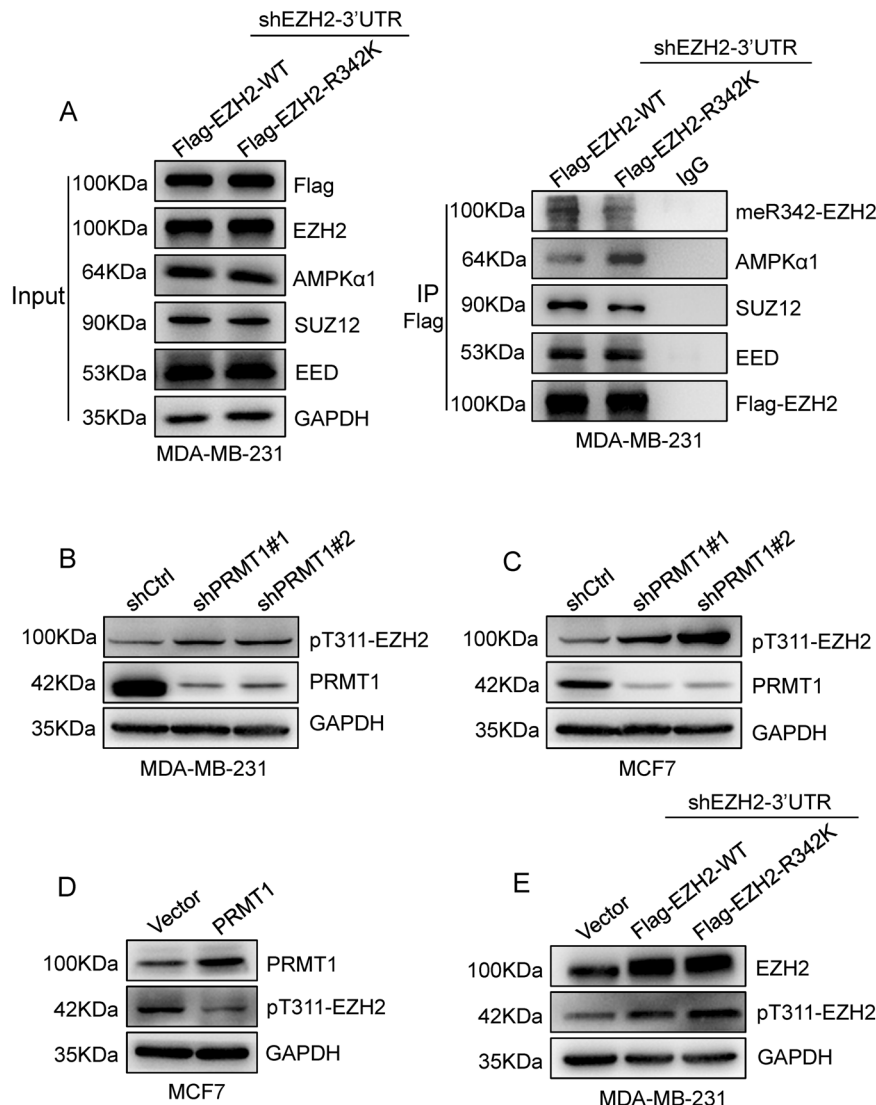 A
shEZH2-3'UTR
Flag-EZH2-WT
Flag-EZH2-R342K
Input
100KDa Flag
100KDa EZH2
64KDa AMPKα1
90KDa SUZ12
53KDa EED
35KDa GAPDH
MDA-MB-231
shEZH2-3'UTR
Flag-EZH2-WT
Flag-EZH2-R342K
IgG
IP
Flag
100KDa meR342-EZH2
64KDa AMPKα1
90KDa SUZ12
53KDa EED
100KDa Flag-EZH2
MDA-MB-231
B
shCtrl
shPRMT1#1
shPRMT1#2
100KDa pT311-EZH2
42KDa PRMT1
35KDa GAPDH
MDA-MB-231
C
shCtrl
shPRMT1#1
shPRMT1#2
100KDa pT311-EZH2
42KDa PRMT1
35KDa GAPDH
MCF7
D
Vector
PRMT1
100KDa PRMT1
42KDa pT311-EZH2
35KDa GAPDH
MCF7
E
shEZH2-3'UTR
Vector
Flag-EZH2-WT
Flag-EZH2-R342K
100KDa EZH2
42KDa pT311-EZH2
35KDa GAPDH
MDA-MB-231